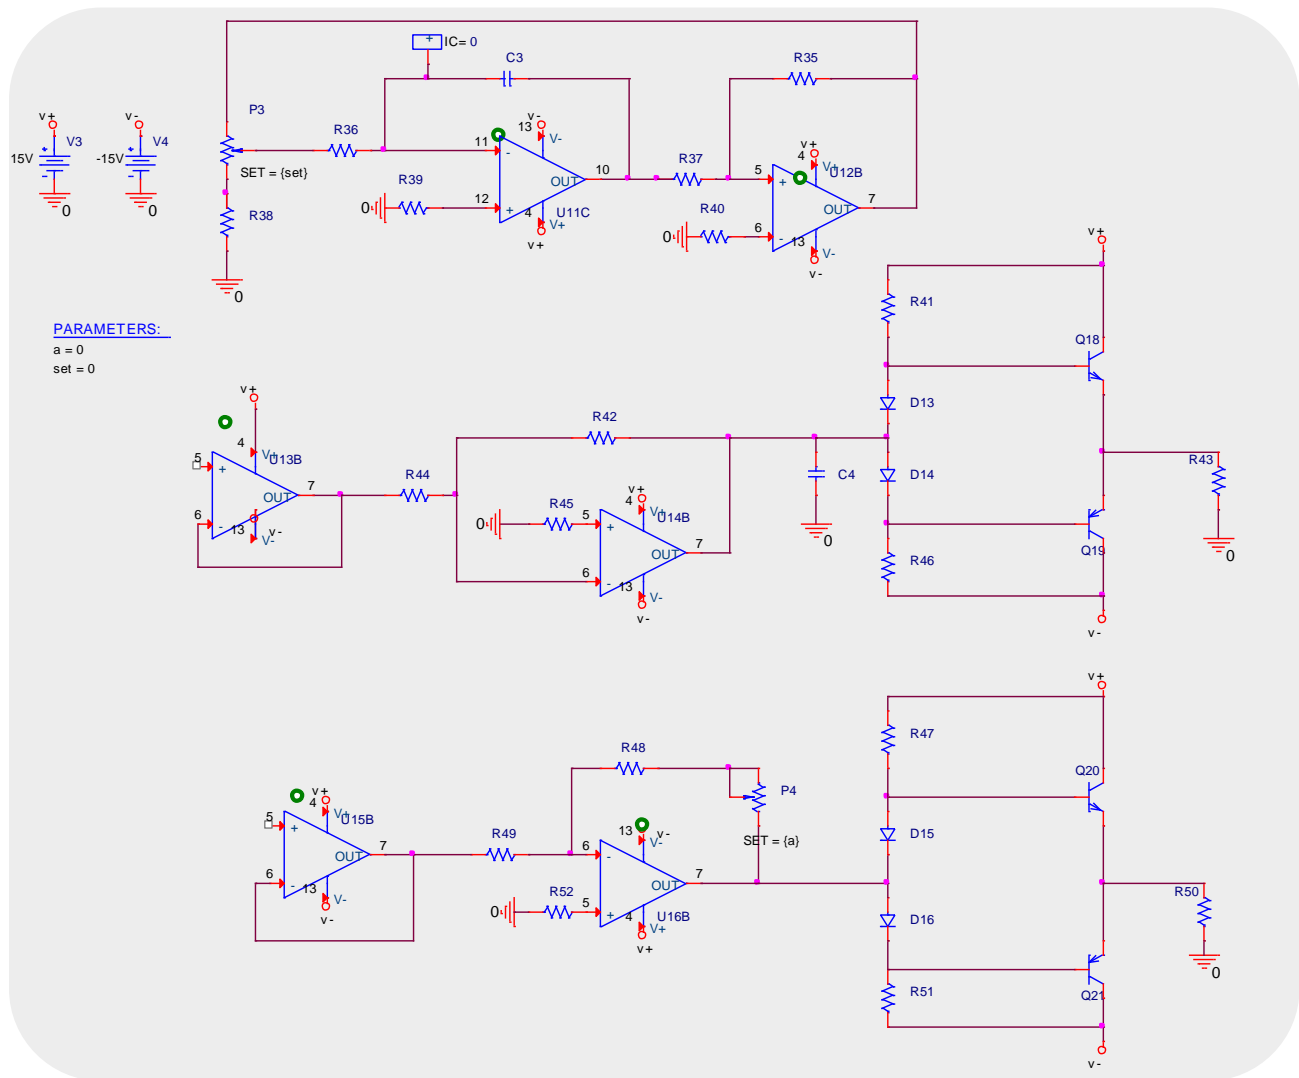 IC= 0
C3
R35
P3
v+
V3
15V
0
v-
V4
-15V
0
R36
SET = {set}
R38
0
R39
0
11
-
12
+
v-
13
V-
OUT
10
4
V+
U11C
v+
R37
R40
0
5
+
6
-
v+
4
V+
U12B
OUT
7
13
V-
v-
PARAMETERS:
a = 0
set = 0
v+
R41
Q18
D13
D14
R46
Q19
v-
R43
0
v+
4
V+
U13B
5
+
OUT
7
6
-
13
V-
v-
R44
R42
R45
0
v+
4
V+
U14B
5
+
OUT
7
6
-
13
V-
v-
C4
0
v+
R47
Q20
D15
D16
R51
Q21
v-
R50
0
v+
4
V+
U15B
5
+
OUT
7
6
-
13
V-
v-
R49
R48
P4
SET = {a}
R52
0
13
v-
V-
6
-
OUT
7
5
+
4
V+
U16B
v+